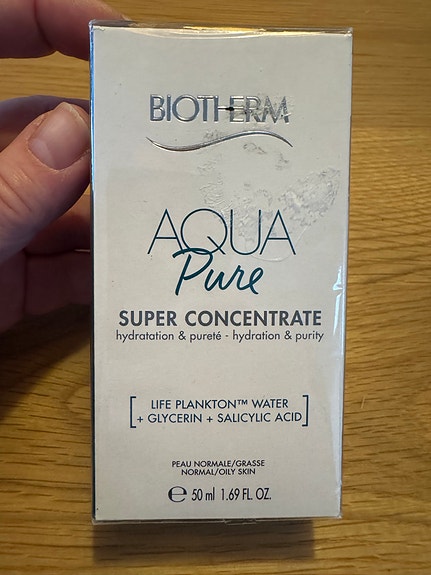 BIOTHERM
AQUA
Pure
SUPER CONCENTRATE
hydratation & pureté - hydration & purity
LIFE PLANKTON™ WATER
+ GLYCERIN + SALICYLIC ACID
PEAU NORMALE/GRASSE
NORMAL/OILY SKIN
℮ 50 ml 1.69 FL. OZ.